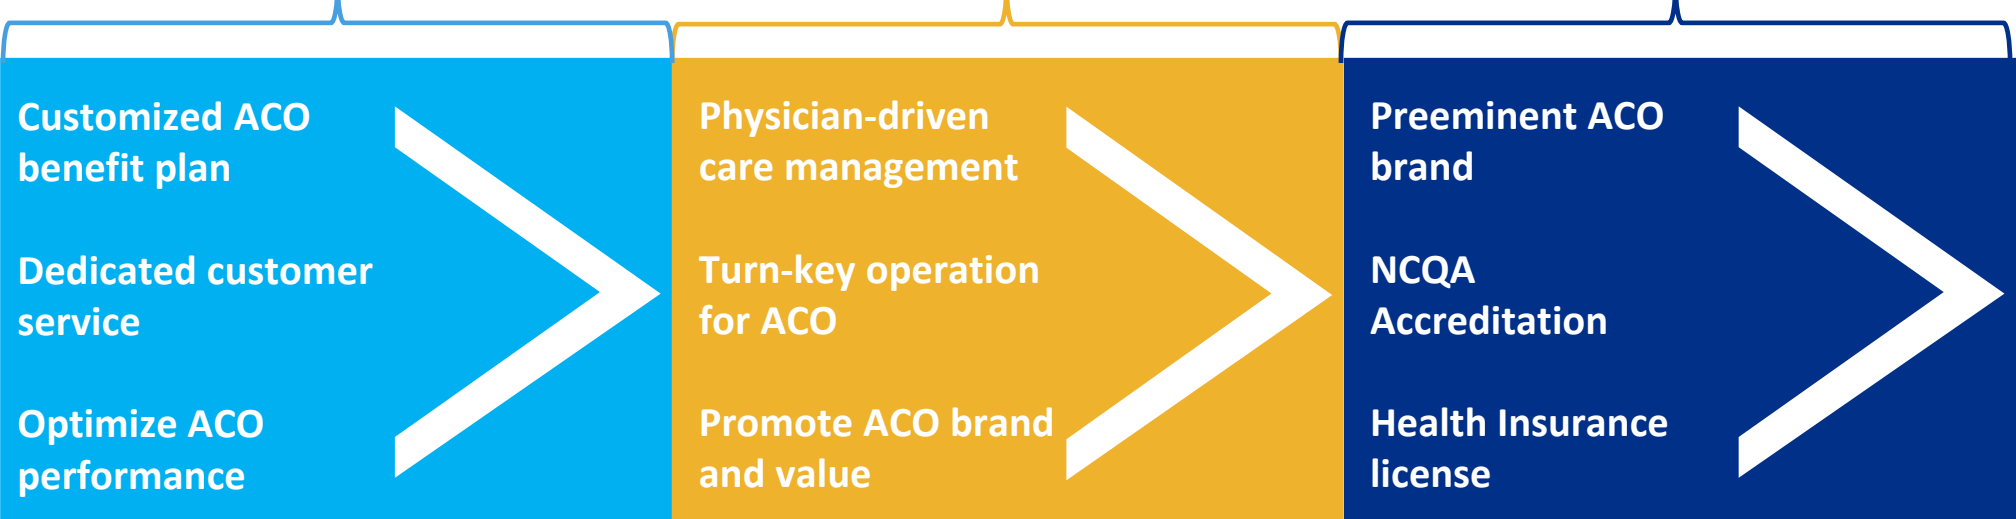 Customized ACO
benefit plan
Dedicated customer
service
Optimize ACO
performance
Physician-driven
care management
Turn-key operation
for ACO
Promote ACO brand
and value
Preeminent ACO
brand
NCQA
Accreditation
Health Insurance
license